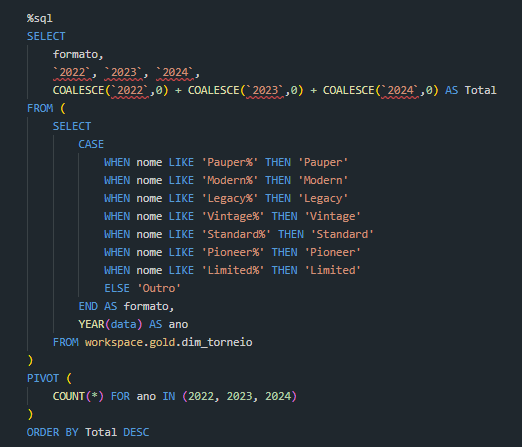 %sql
SELECT
    formato,
    `2022`, `2023`, `2024`,
    COALESCE(`2022`,0) + COALESCE(`2023`,0) + COALESCE(`2024`,0) AS Total
FROM (
    SELECT
        CASE
            WHEN nome LIKE 'Pauper%' THEN 'Pauper'
            WHEN nome LIKE 'Modern%' THEN 'Modern'
            WHEN nome LIKE 'Legacy%' THEN 'Legacy'
            WHEN nome LIKE 'Vintage%' THEN 'Vintage'
            WHEN nome LIKE 'Standard%' THEN 'Standard'
            WHEN nome LIKE 'Pioneer%' THEN 'Pioneer'
            WHEN nome LIKE 'Limited%' THEN 'Limited'
            ELSE 'Outro'
        END AS formato,
        YEAR(data) AS ano
    FROM workspace.gold.dim_torneio
)
PIVOT (
    COUNT(*) FOR ano IN (2022, 2023, 2024)
)
ORDER BY Total DESC